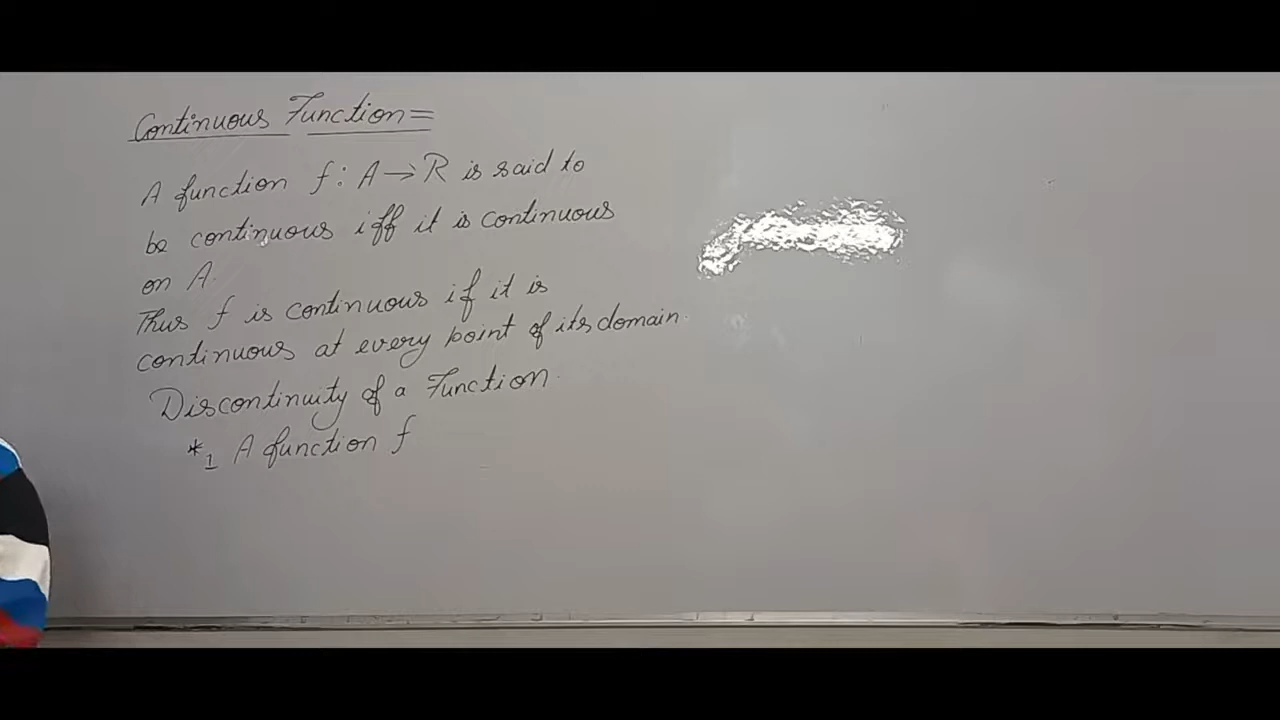 Continuous Function =
A function f : A → R is said to
be continuous iff it is continuous
on A.
Thus f is continuous if it is
continuous at every point of its domain.
Discontinuity of a Function.
*1 A function f